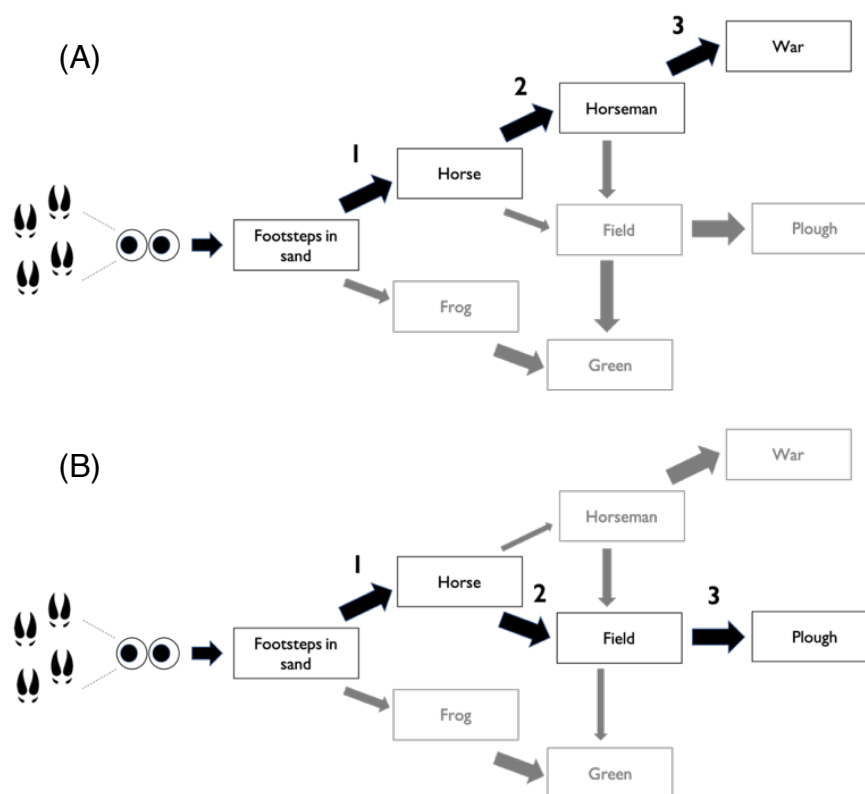 (A)
3
War
2
Horseman
1
Horse
Footsteps in
sand
Field
Plough
Frog
Green
(B)
War
Horseman
1
Horse
2
3
Footsteps in
sand
Field
Plough
Frog
Green